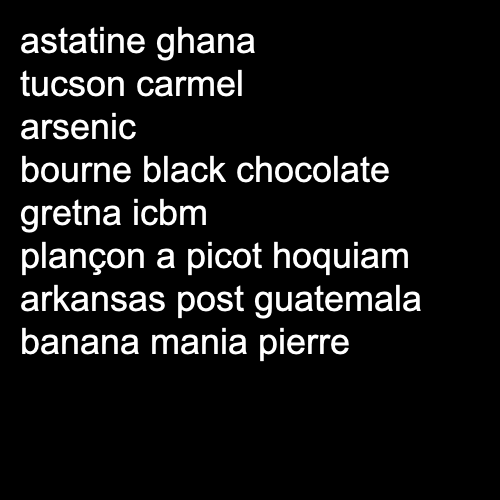 astatine ghana
tucson carmel
arsenic
bourne black chocolate
gretna icbm
plançon a picot hoquiam
arkansas post guatemala
banana mania pierre